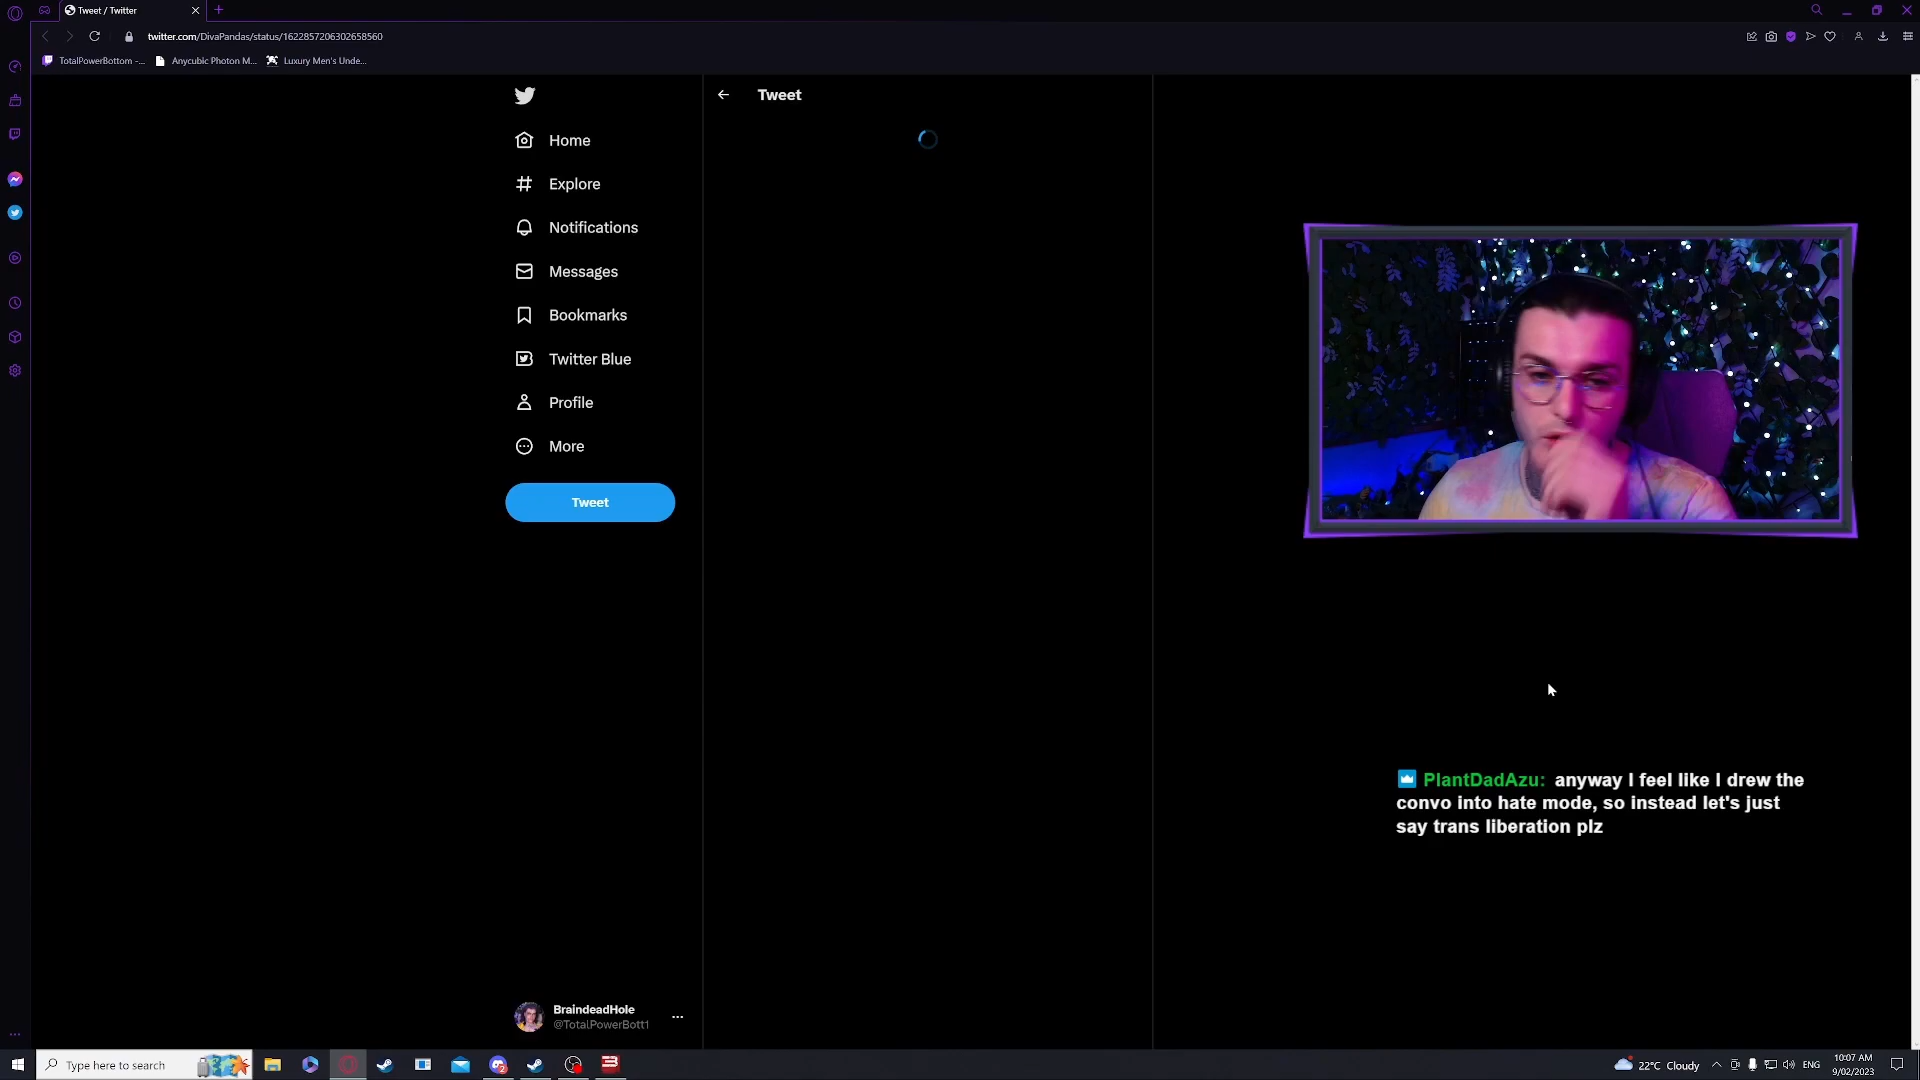 Tweet / Twitter
twitter.com/DivaPandas/status/1622857206302658560
TotalPowerBottom -...
Anycubic Photon M...
Luxury Men's Unde...
Tweet
Home
Explore
Notifications
Messages
Bookmarks
Twitter Blue
Profile
More
Tweet
PlantDadAzu: anyway I feel like I drew the
convo into hate mode, so instead let's just
say trans liberation plz
BraindeadHole
@TotalPowerBott1
Type here to search
22°C Cloudy
ENG
10:07 AM
9/02/2023